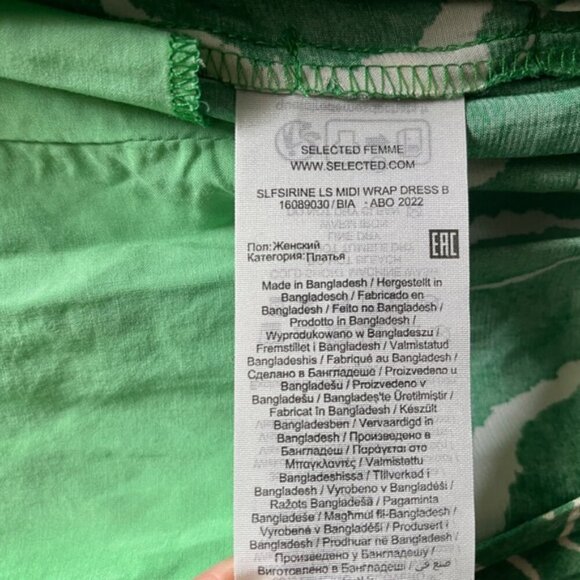 SELECTED FEMME
WWW.SELECTED.COM
SLFSIRINE LS MIDI WRAP DRESS B
16089030/BIA - ABO 2022
Пол: Женский
Категория: Платья
EAC
Made in Bangladesh / Hergestellt in
Bangladesch / Fabricado en
Bangladesh / Feito no Bangladesh /
Prodotto in Bangladesh /
Wyprodukowano w Bangladeszu /
Fremstillet i Bangladesh / Valmistatud
Bangladeshis / Fabriqué au Bangladesh /
Сделано в Бангладеше / Proizvedeno u
Bangladešu / Proizvedeno v
Bangladešu / Bangladeş'te Üretilmiştir /
Fabricat în Bangladesh / Készült
Bangladesben / Vervaardigd in
Bangladesh / Произведено в
Бангладеш / Παράγεται στο
Μπαγκλαντές / Valmistettu
Bangladeshissa / Tillverkad i
Bangladesh / Vyrobeno v Bangladéši /
Ražots Bangladešā / Pagaminta
Bangladeše / Magħmul fil-Bangladesh /
Vyrobené v Bangladéši / Produsert i
Bangladesh / Prodhuar në Bangladesh /
Произведено у Бангладешу /
Виготовлено в Бангладеш / صنع في